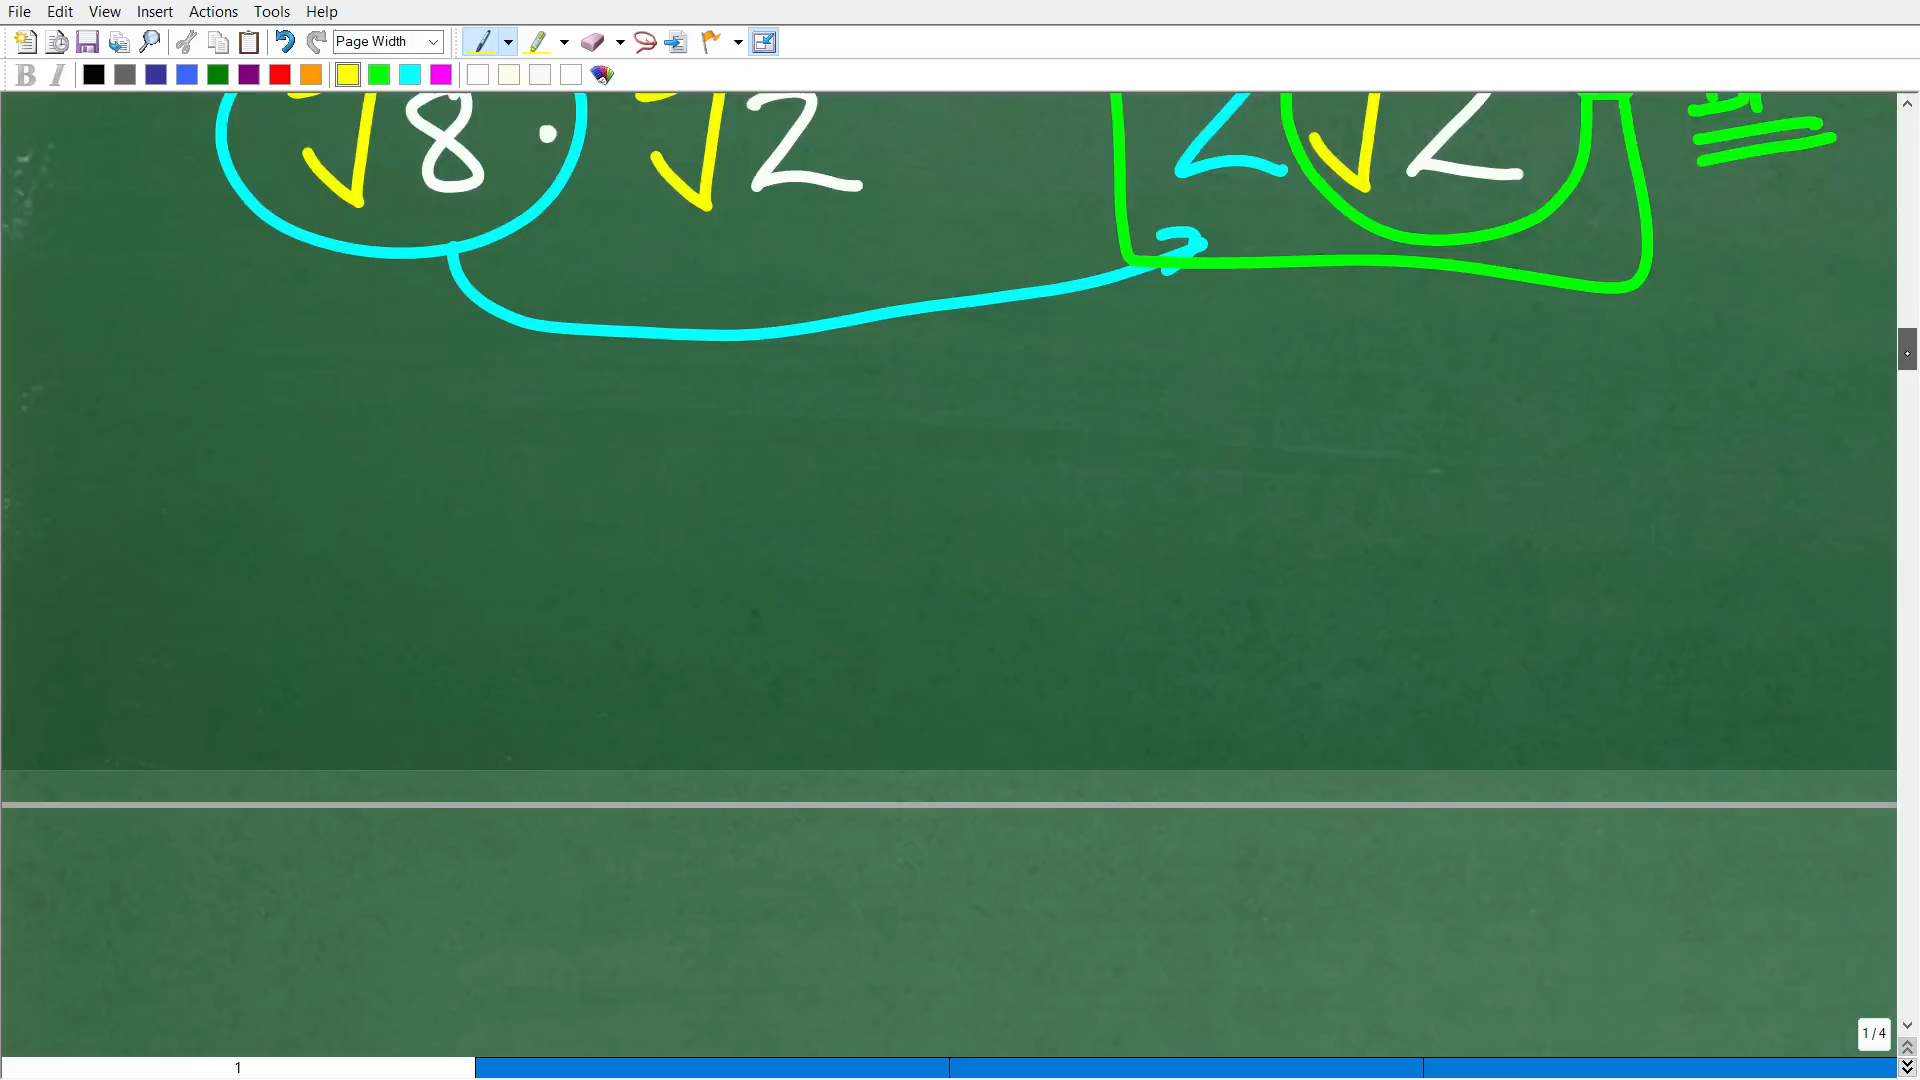 File Edit View Insert Actions Tools Help
Page Width
B I
√8 · √2 2√2
1 / 4
1